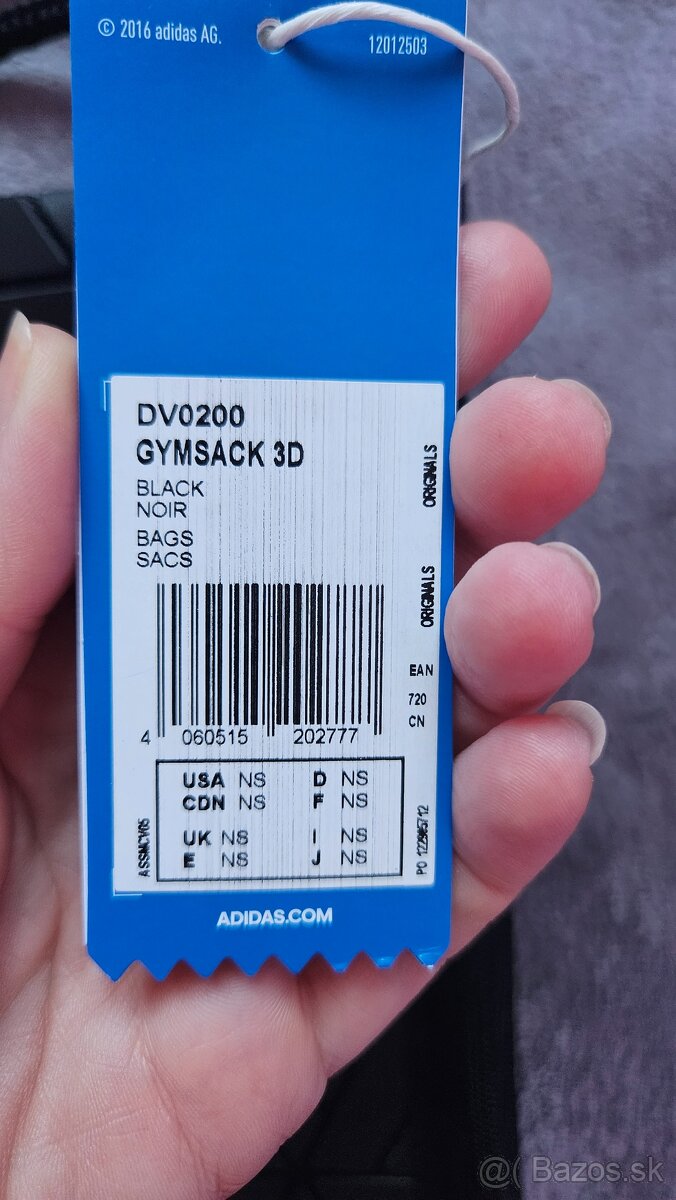 © 2016 adidas AG.
12012503
DV0200
GYMSACK 3D
BLACK
NOIR
BAGS
SACS
ORIGINALS
ORIGINALS
EAN
720
CN
4 060515 202777
USA NS D NS
CDN NS F NS
UK NS I NS
E NS J NS
ADIDAS.COM
@( Bazos.sk